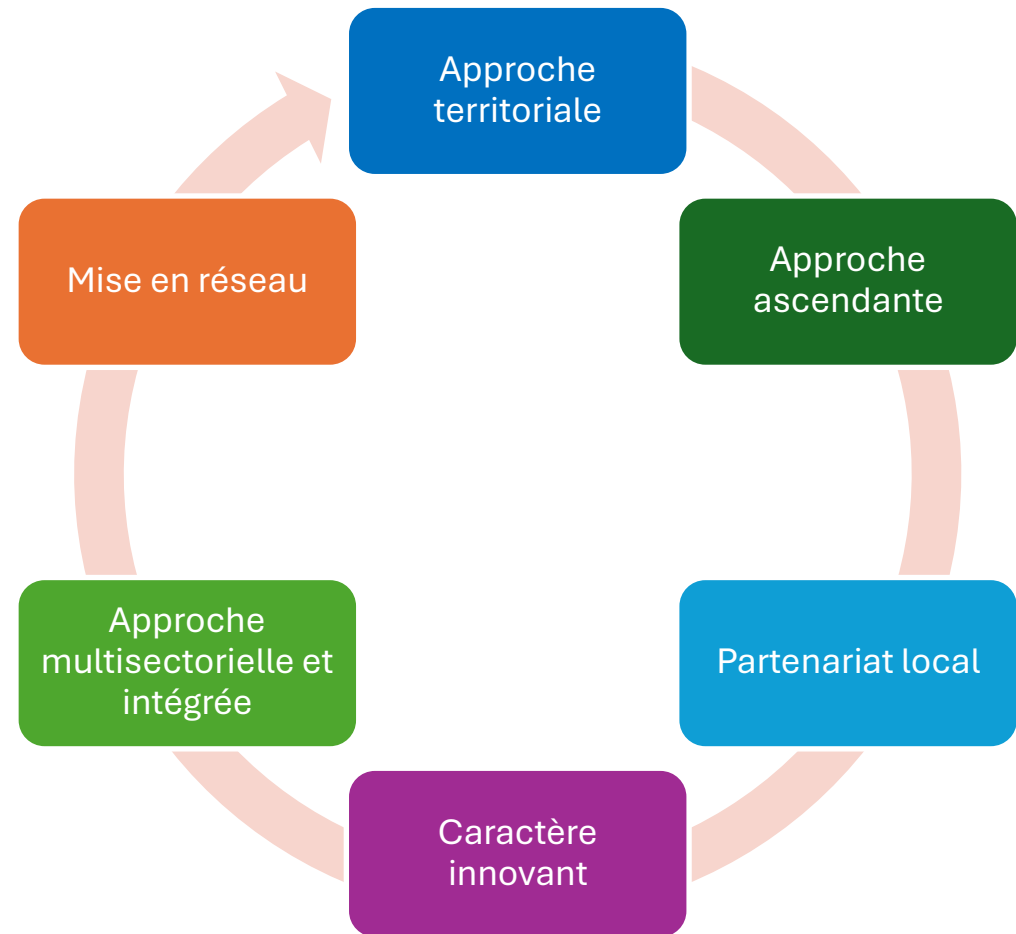 Approche
territoriale
Approche
ascendante
Partenariat local
Caractère
innovant
Approche
multisectorielle et
intégrée
Mise en réseau